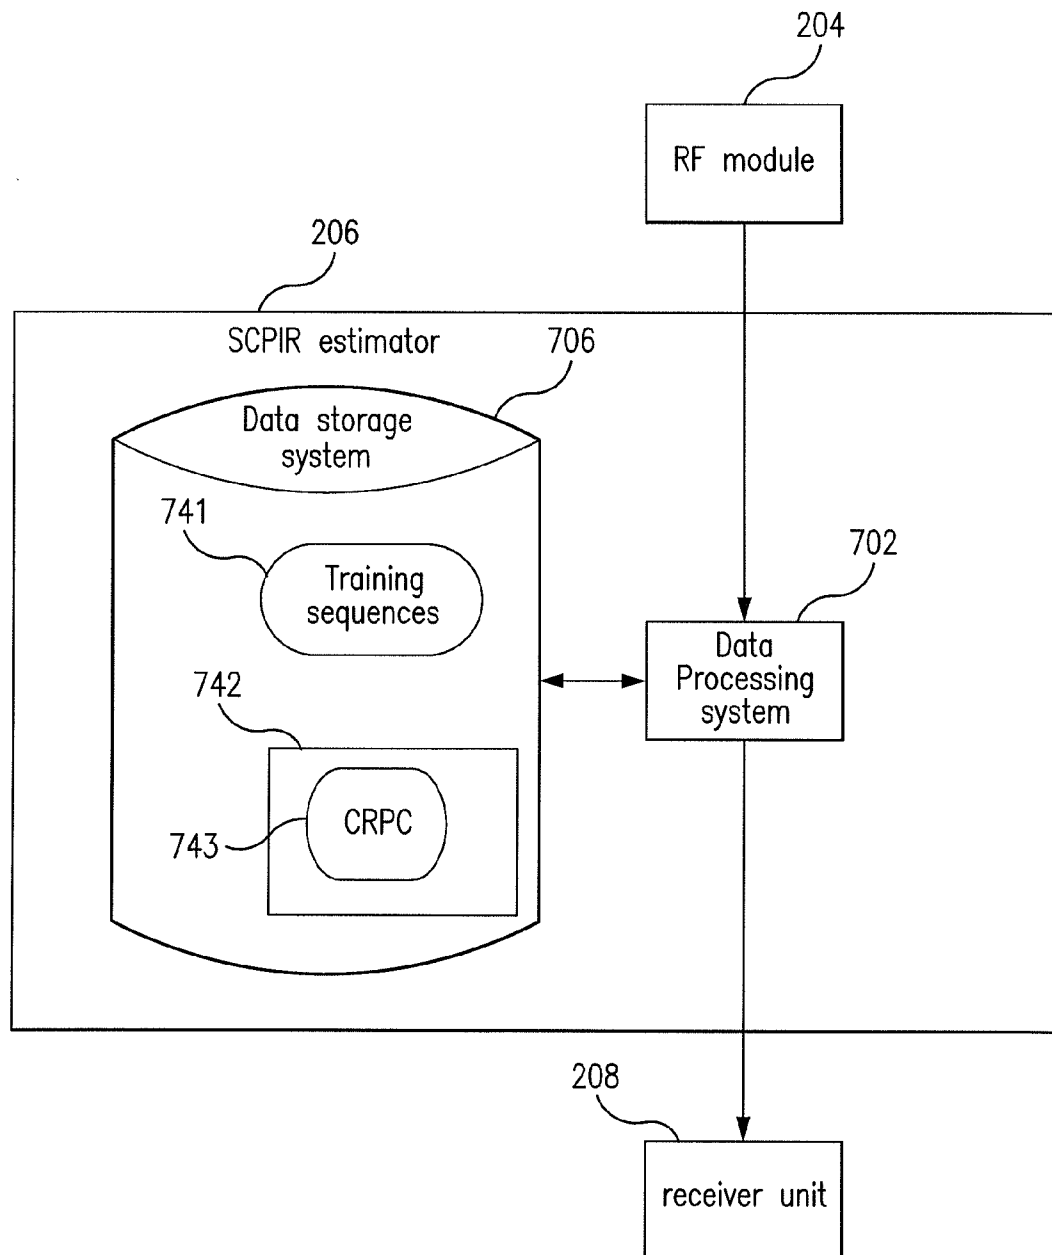 204
RF module
206
SCPIR estimator
706
Data storage
system
741
Training
sequences
702
Data
Processing
system
742
CRPC
743
208
receiver unit